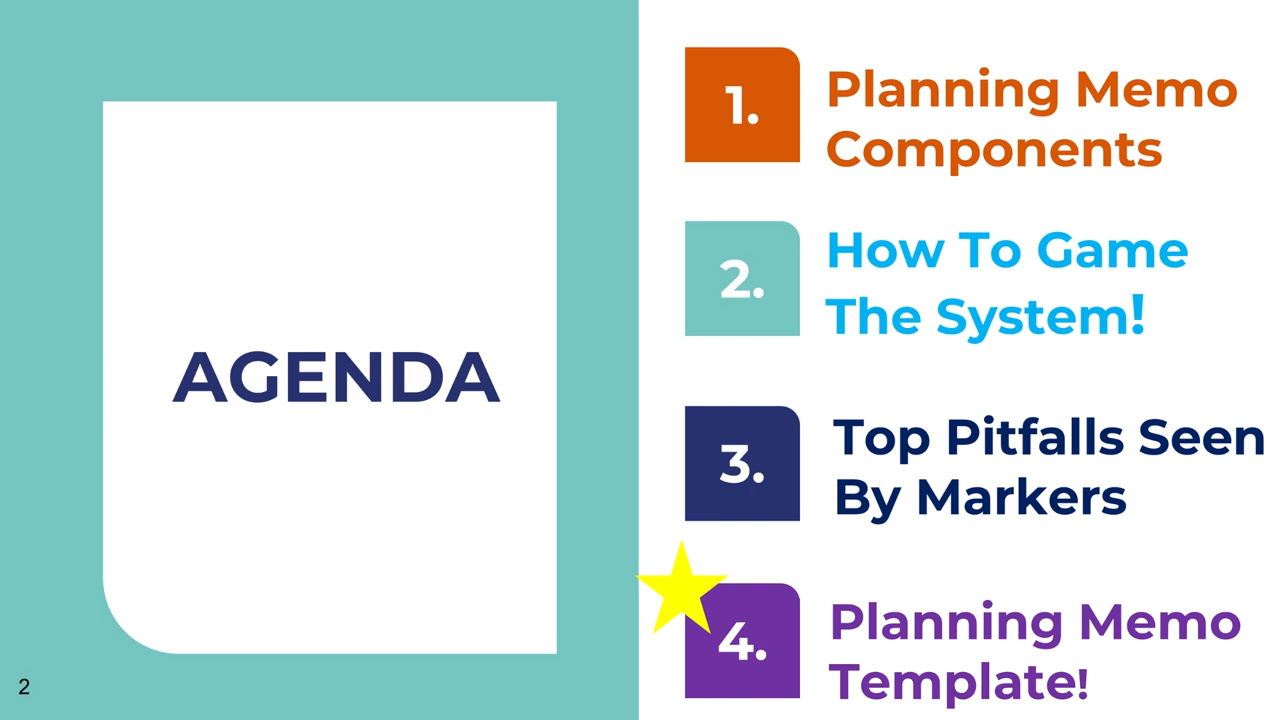 AGENDA
1.
Planning Memo
Components
2.
How To Game
The System!
3.
Top Pitfalls Seen
By Markers
4.
Planning Memo
Template!
2